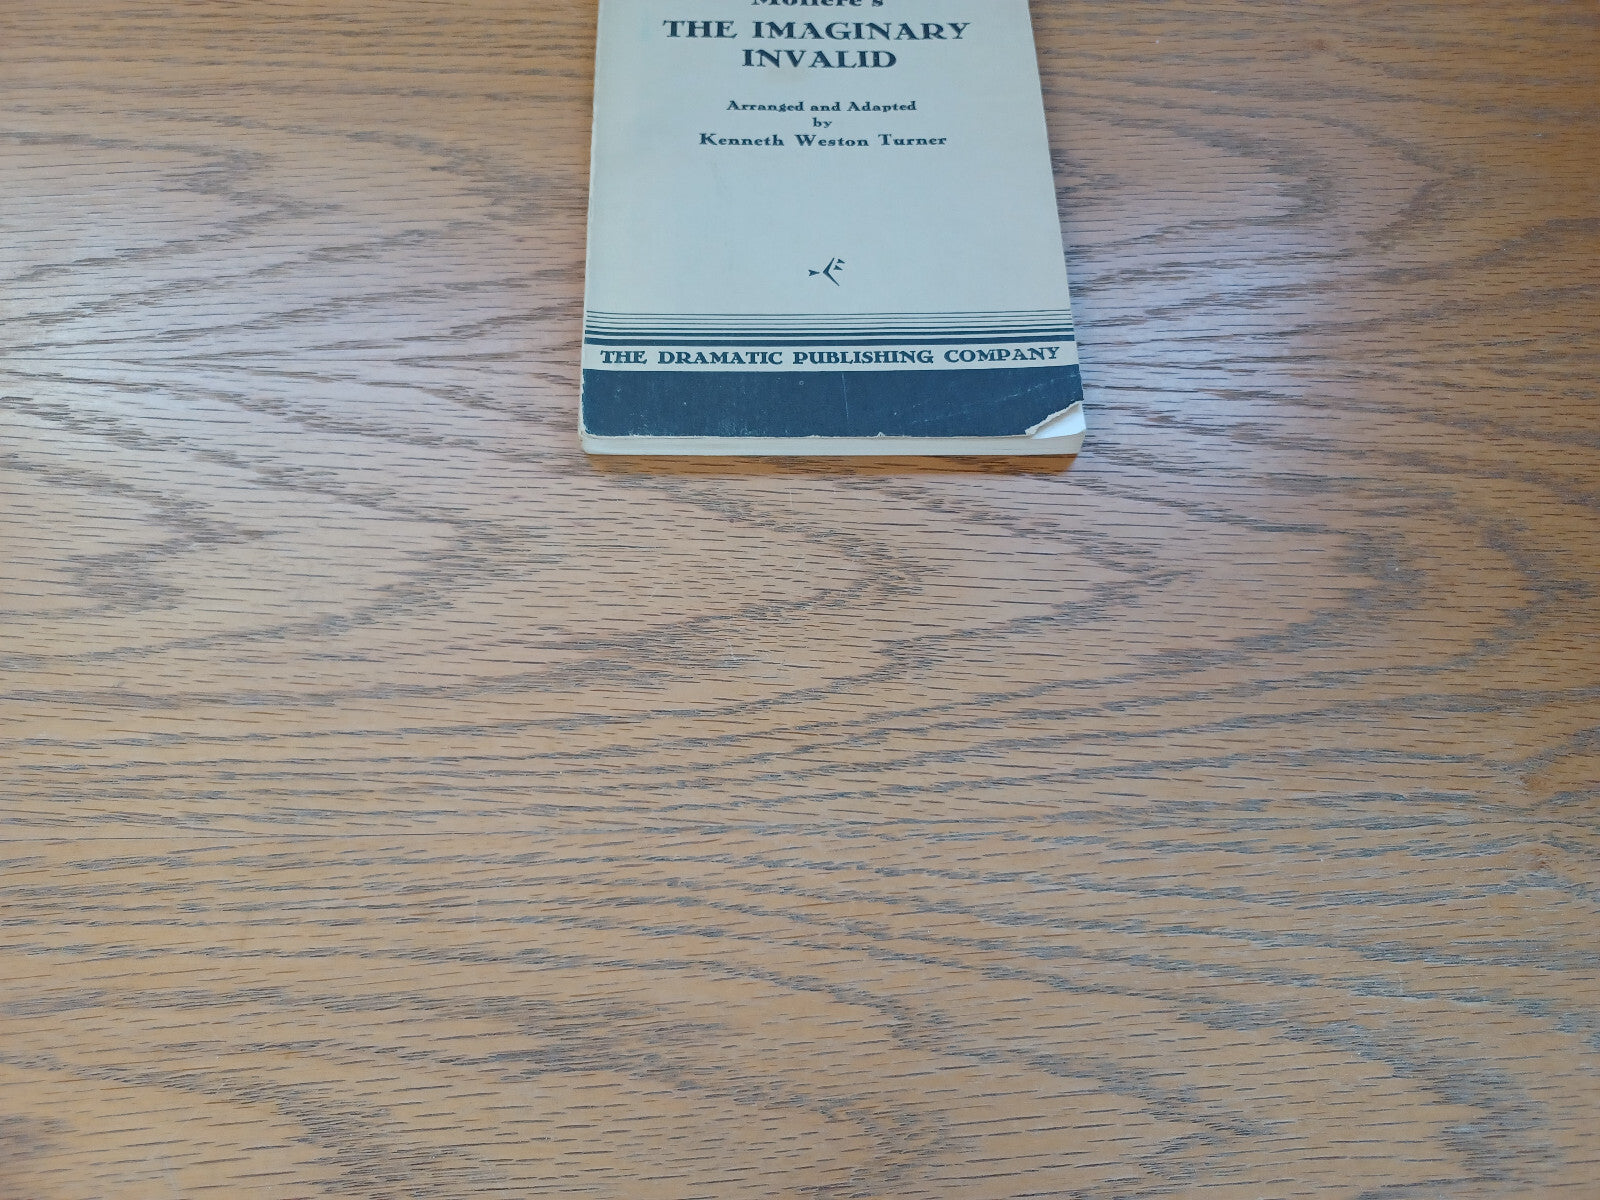 Molière's
THE IMAGINARY
INVALID
Arranged and Adapted
by
Kenneth Weston Turner
THE DRAMATIC PUBLISHING COMPANY